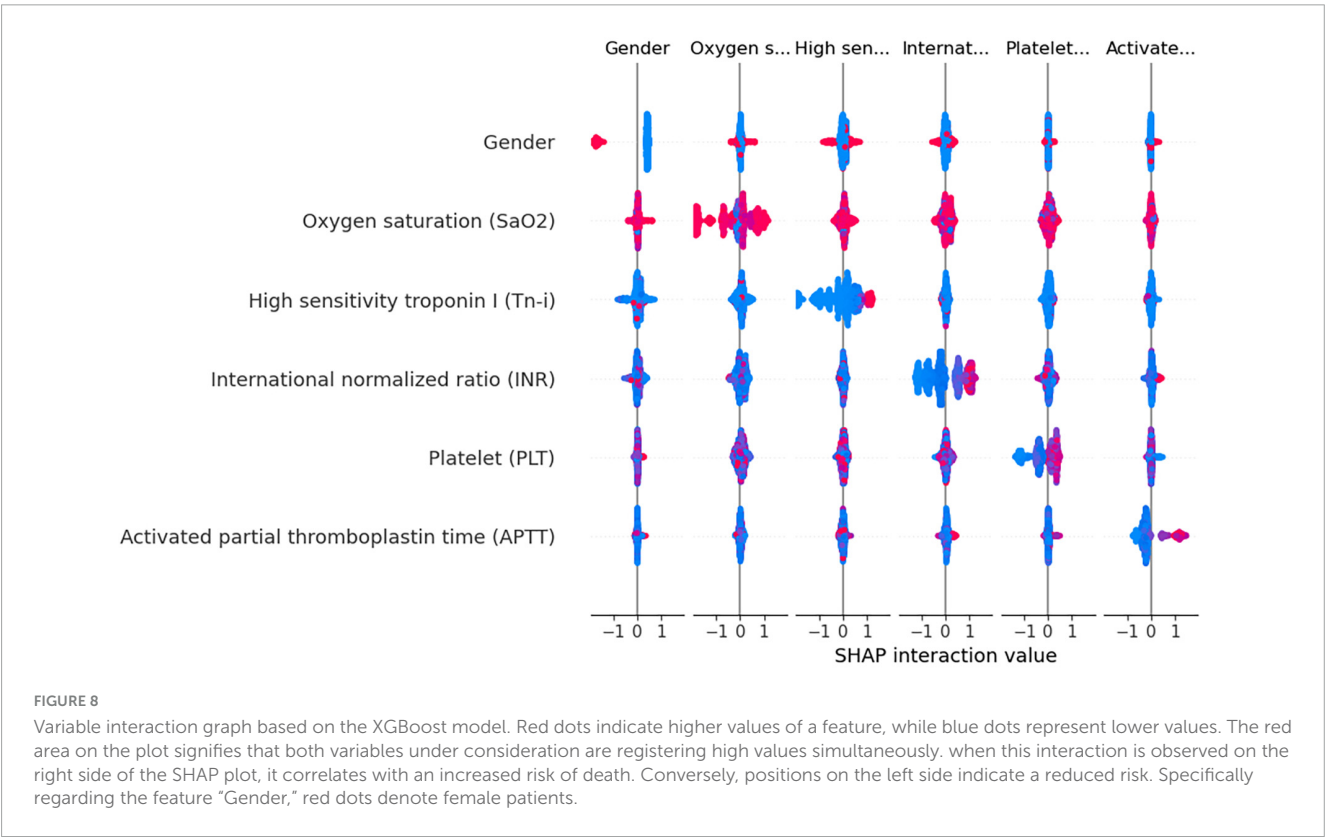 Gender Oxygen s... High sen... Internat... Platelet... Activate...
Gender
Oxygen saturation (SaO2)
High sensitivity troponin I (Tn-i)
International normalized ratio (INR)
Platelet (PLT)
Activated partial thromboplastin time (APTT)
−1 0 1 −1 0 1 −1 0 1 −1 0 1 −1 0 1 −1 0 1
SHAP interaction value
FIGURE 8
Variable interaction graph based on the XGBoost model. Red dots indicate higher values of a feature, while blue dots represent lower values. The red
area on the plot signifies that both variables under consideration are registering high values simultaneously. when this interaction is observed on the
right side of the SHAP plot, it correlates with an increased risk of death. Conversely, positions on the left side indicate a reduced risk. Specifically
regarding the feature “Gender,” red dots denote female patients.